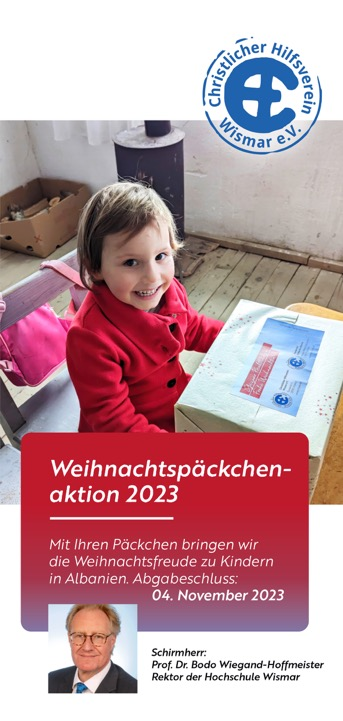 Christlicher Hilfsverein
Wismar e.V.
Weihnachtspäckchen-
aktion 2023
Mit Ihren Päckchen bringen wir
die Weihnachtsfreude zu Kindern
in Albanien. Abgabeschluss:
04. November 2023
Schirmherr:
Prof. Dr. Bodo Wiegand-Hoffmeister
Rektor der Hochschule Wismar